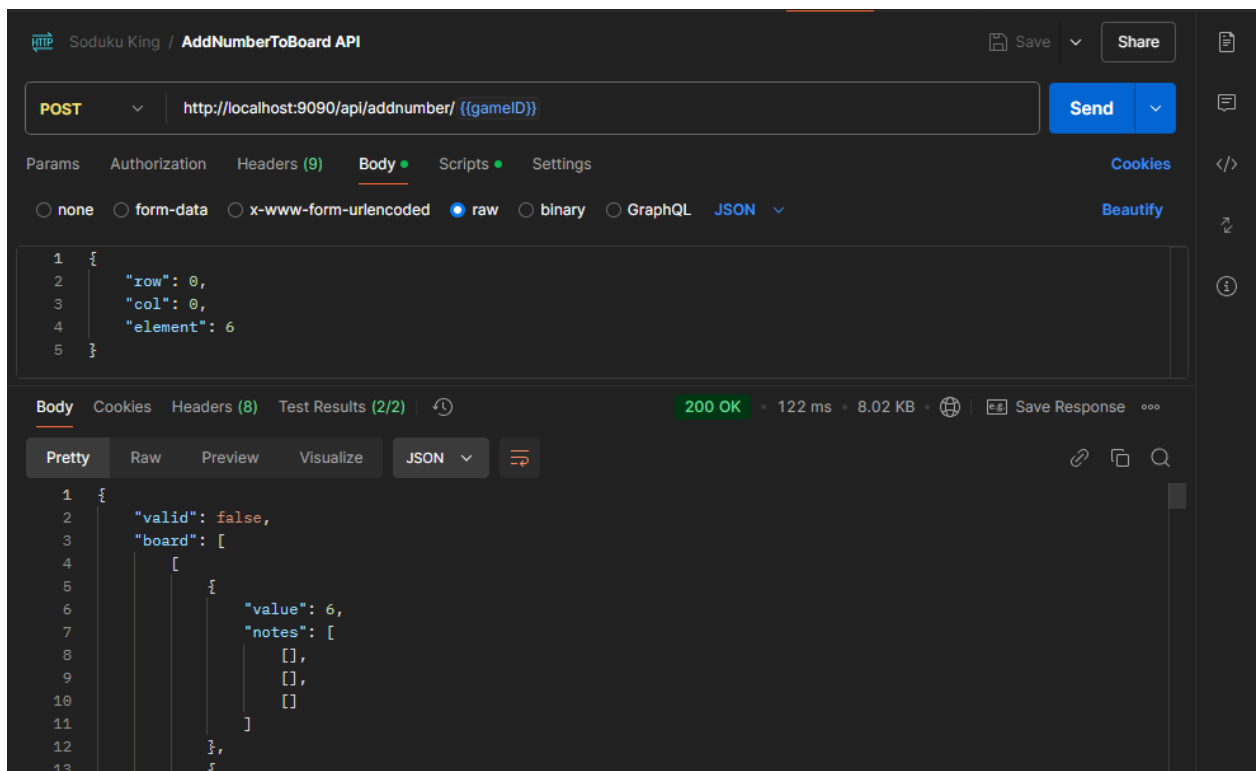 HTTP Soduku King / AddNumberToBoard API Save Share
POST http://localhost:9090/api/addnumber/ {{gameID}} Send
Params Authorization Headers (9) Body Scripts Settings Cookies
none form-data x-www-form-urlencoded raw binary GraphQL JSON Beautify
1 {
2 "row": 0,
3 "col": 0,
4 "element": 6
5 }
Body Cookies Headers (8) Test Results (2/2) 200 OK 122 ms 8.02 KB e.g. Save Response
Pretty Raw Preview Visualize JSON
1 {
2 "valid": false,
3 "board": [
4 [
5 {
6 "value": 6,
7 "notes": [
8 [],
9 [],
10 []
11 ]
12 },
13 {